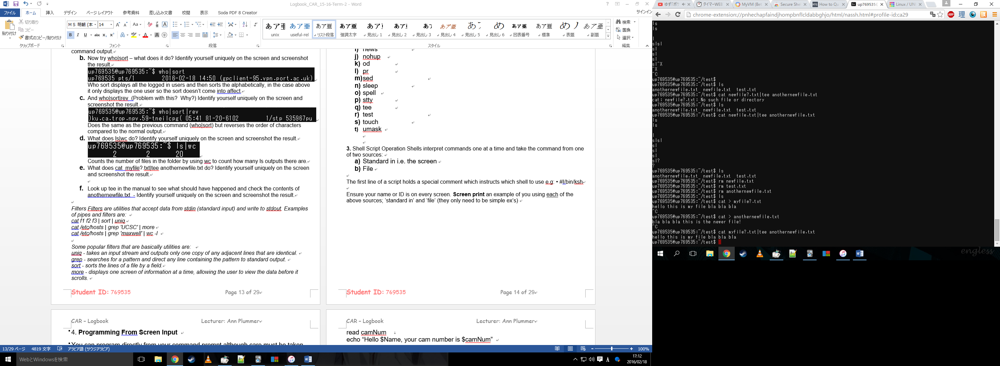 Logbook_CAR_15-16-Term-2 - Word
サインイン
ファイル ホーム 挿入 デザイン ページ レイアウト 参考資料 差し込み文書 校閲 表示 Soda PDF 8 Creator
貼り付け
切り取り
コピー
書式のコピー/貼り付け
クリップボード
ＭＳ 明朝 (本 14
フォント
段落
unix useful-rel リスト段落 強調太字 見出し 1 見出し 2 見出し 3 見出し 4 見出し 5 見出し 6 図表番号 標準 表題 副題
スタイル
検索
置換
選択
編集
command output.
b. Now try who|sort – what does it do? Identify yourself uniquely on the screen and screenshot
the result.
up769535@up769535:~$ who|sort
up769535 pts/1 2016-02-18 14:50 (gpclient-95.vpn.port.ac.uk)
Who sort displays all the logged in users and then sorts the alphabetically, in the case above
it only displays the one user so the sort doesn’t come into affect.
c. And who|sort|rev (Problem with this? Why?) Identify yourself uniquely on the screen and
screenshot the result.
up769535@up769535:~$ who|sort|rev
)ku.ca.trop.npv.59-tneilcpg( 05:41 81-20-6102 1/stp 535967pu
Does the same as the previous command (who|sort) but reverses the order of characters
compared to the normal output.
d. What does ls|wc do? Identify yourself uniquely on the screen and screenshot the result.
up769535@up769535:~$ ls|wc
2 2 20
Counts the number of files in the folder by using wc to count how many ls outputs there are.
e. What does cat myfile?.txt|tee anothernewfile.txt do? Identify yourself uniquely on the screen
and screenshot the result.
f. Look up tee in the manual to see what should have happened and check the contents of
anothernewfile.txt - Identify yourself uniquely on the screen and screenshot the result.
Filters Filters are utilities that accept data from stdin (standard input) and write to stdout. Examples
of pipes and filters are:
cat f1 f2 f3 | sort | uniq
cat /etc/hosts | grep 'UCSC' | more
cat /etc/hosts | grep 'maxwell' | wc -l
Some popular filters that are basically utilities are:
uniq - takes an input stream and outputs only one copy of any adjacent lines that are identical.
grep - searches for a pattern and direct any line containing the pattern to standard output.
sort - sorts the lines of a file by a field.
more - displays one screen of information at a time, allowing the user to view the data before it
scrolls.
Student ID: 769535 Page 13 of 29
i) news
j) nohup
k) od
l) pr
m)sed
n) sleep
o) spell
p) stty
q) tee
r) test
s) touch
t) umask
3. Shell Script Operation Shells interpret commands one at a time and take the command from one
of two sources:
a) Standard in i.e. the screen
b) File
The first line of a script holds a special comment which instructs which shell to use e.g: • #!/bin/ksh
Ensure your name or ID is on every screen. Screen print an example of you using each of the
above sources; ‘standard in’ and ‘file’ (they only need to be simple ex’s)
Student ID: 769535 Page 14 of 29
CAR – Logbook Lecturer: Ann Plummer
4. Programming From Screen Input
You can program directly from your command prompt although care must be taken
CAR – Logbook Lecturer: Ann Plummer
read camNum
echo “Hello $Name, your cam number is $camNum”
13/29 ページ 4819 文字 アラビア語 (サウジアラビア) 100%
WebとWindowsを検索
A 17:12
2016/02/18
ゆず「ポケ タイマーWEB MyVM (Bet Secure She How to Qu up769535@ Linux / UNI
chrome-extension://pnhechapfaindjhompbnflcldabbghjo/html/nassh.html#profile-id:ca29
ls
ls
l
slsl
sl
sl
sl
sl^X
^X
^C
up769535@up769535:~/test$
up769535@up769535:~/test$ ls
anothernewfile.txt newfile.txt test.txt
up769535@up769535:~/test$ cat newfile?.txt|tee anothernewfile.txt
cat: newfile?.txt: No such file or directory
up769535@up769535:~/test$ ls
anothernewfile.txt newfile.txt test.txt
up769535@up769535:~/test$ cat newfile.txt|tee anothernewfile.txt
ls
ls
l
slsl
sl
sl
sl
sl?
?
up769535@up769535:~/test$ ls
anothernewfile.txt newfile.txt test.txt
up769535@up769535:~/test$ rm newfile.txt
up769535@up769535:~/test$ rm test.txt
up769535@up769535:~/test$ rm anothernewfile.txt
up769535@up769535:~/test$ ls
up769535@up769535:~/test$ cat > myfile?.txt
hello this is my file bla bla bla
^C
up769535@up769535:~/test$ cat > anothernewfile.txt
bla bla bla this is the newer file!
^C
up769535@up769535:~/test$ cat myfile?.txt|tee anothernewfile.txt
hello this is my file bla bla bla
up769535@up769535:~/test$
engless